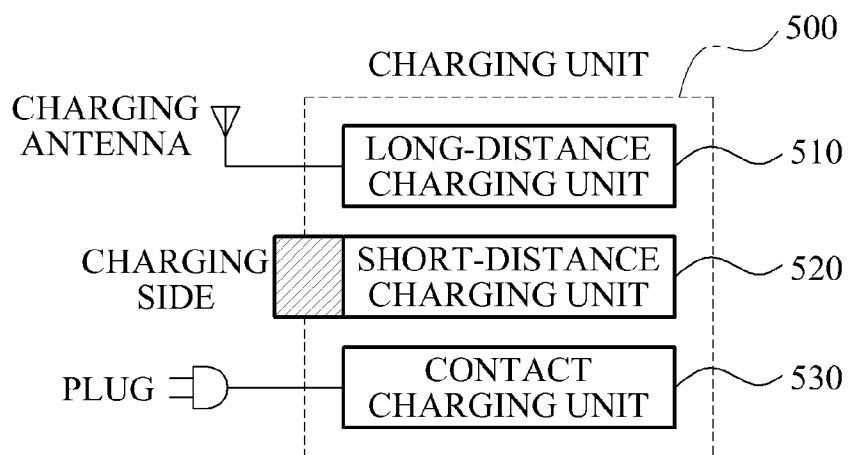 500
CHARGING UNIT
CHARGING
ANTENNA
LONG-DISTANCE
CHARGING UNIT
510
CHARGING
SIDE
SHORT-DISTANCE
CHARGING UNIT
520
PLUG
CONTACT
CHARGING UNIT
530